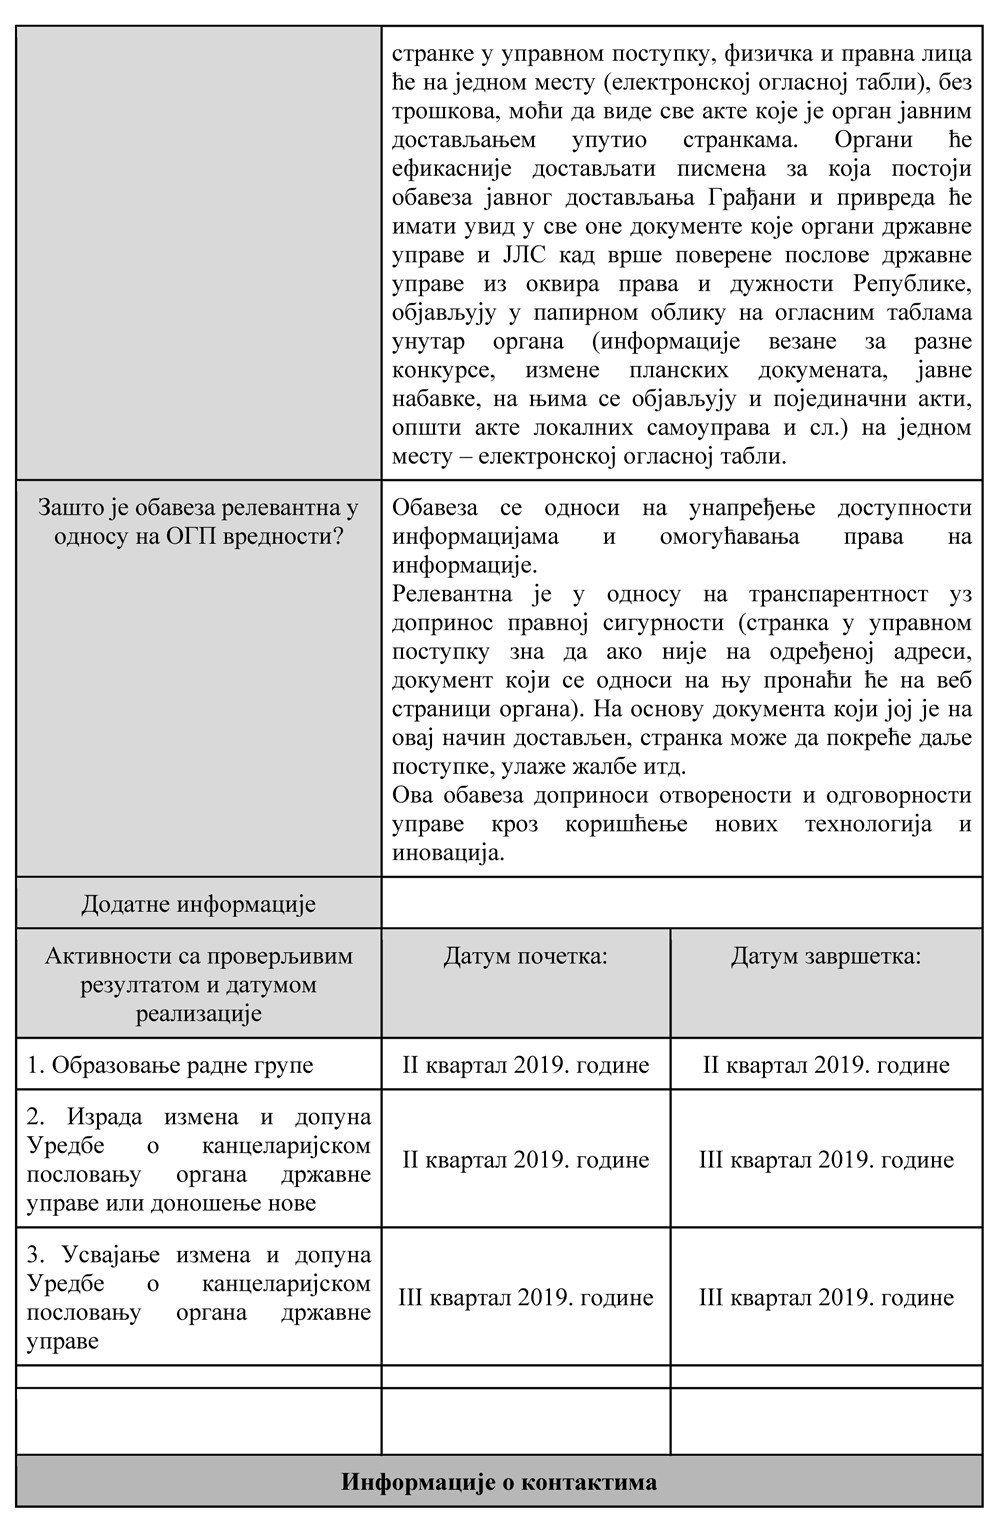 странке у управном поступку, физичка и правна лица
ће на једном месту (електронској огласној табли), без
трошкова, моћи да виде све акте које је орган јавним
достављањем упутио странкама. Органи ће
ефикасније достављати писмена за која постоји
обавеза јавног достављања Грађани и привреда ће
имати увид у све оне документе које органи државне
управе и ЈЛС кад врше поверене послове државне
управе из оквира права и дужности Републике,
објављују у папирном облику на огласним таблама
унутар органа (информације везане за разне
конкурсе, измене планских докумената, јавне
набавке, на њима се објављују и појединачни акти,
општи акте локалних самоуправа и сл.) на једном
месту – електронској огласној табли.
Зашто је обавеза релевантна у
односу на ОГП вредности?
Обавеза се односи на унапређење доступности
информацијама и омогућавања права на
информације.
Релевантна је у односу на транспарентност уз
допринос правној сигурности (странка у управном
поступку зна да ако није на одређеној адреси,
документ који се односи на њу пронаћи ће на веб
страници органа). На основу документа који јој је на
овај начин достављен, странка може да покреће даље
поступке, улаже жалбе итд.
Ова обавеза доприноси отворености и одговорности
управе кроз коришћење нових технологија и
иновација.
Додатне информације
Активности са проверљивим
резултатом и датумом
реализације
Датум почетка:
Датум завршетка:
1. Образовање радне групе
II квартал 2019. године
II квартал 2019. године
2. Израда измена и допуна
Уредбе о канцеларијском
пословању органа државне
управе или доношење нове
II квартал 2019. године
III квартал 2019. године
3. Усвајање измена и допуна
Уредбе о канцеларијском
пословању органа државне
управе
III квартал 2019. године
III квартал 2019. године
Информације о контактима